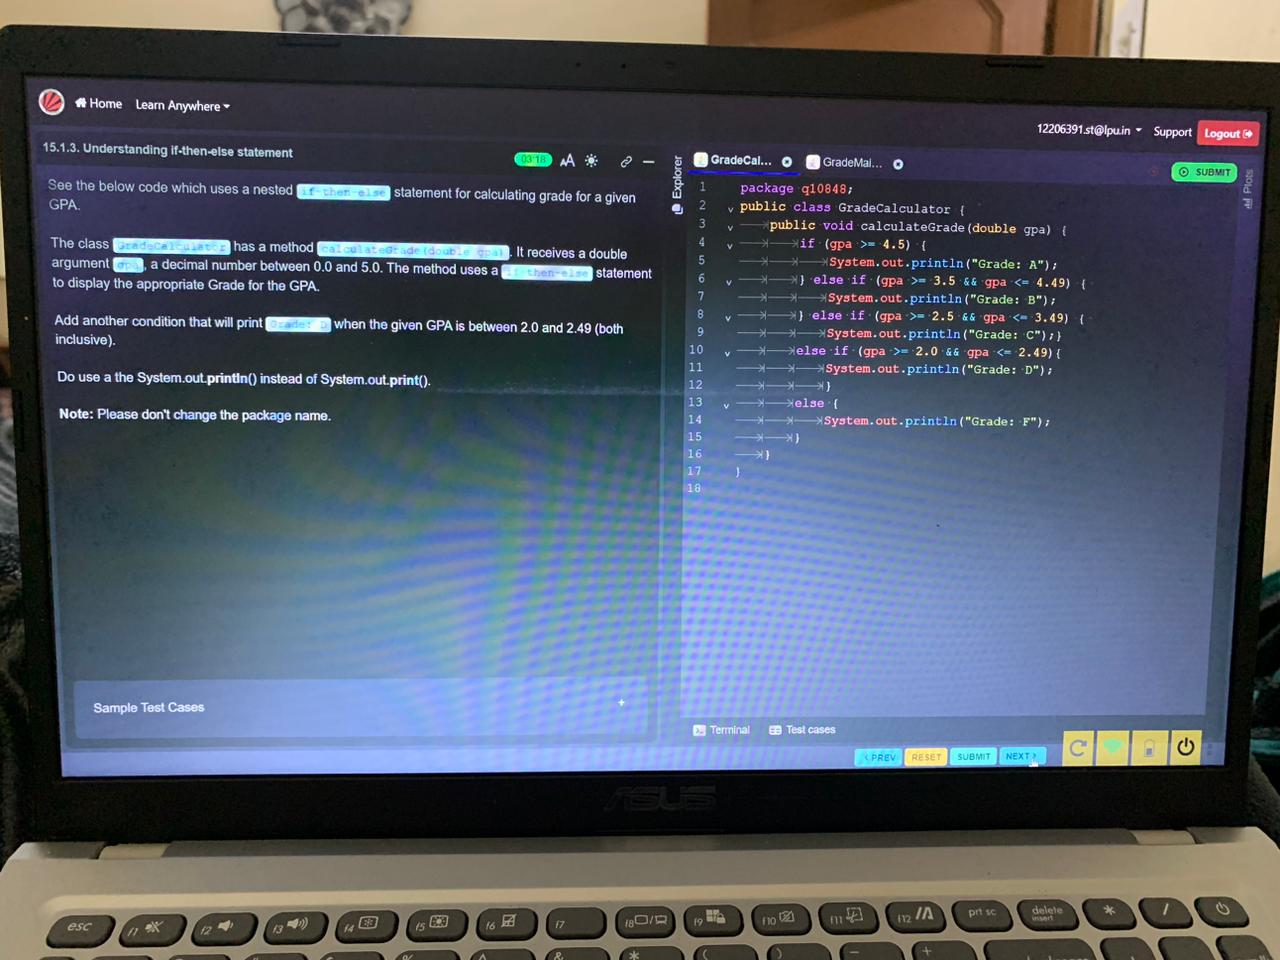 Home Learn Anywhere
12206391.st@lpu.in Support Logout
15.1.3. Understanding if-then-else statement
03:18 AA
See the below code which uses a nested if-then-else statement for calculating grade for a given
GPA.
The class GradeCalculator has a method calculateGrade(double gpa). It receives a double
argument gpa, a decimal number between 0.0 and 5.0. The method uses a if-then-else statement
to display the appropriate Grade for the GPA.
Add another condition that will print Grade: D when the given GPA is between 2.0 and 2.49 (both
inclusive).
Do use a the System.out.println() instead of System.out.print().
Note: Please don't change the package name.
Sample Test Cases +
Explorer
GradeCal... GradeMai...
SUBMIT
Plots
1 package q10848;
2 public class GradeCalculator {
3 public void calculateGrade(double gpa) {
4 if (gpa >= 4.5) {
5 System.out.println("Grade: A");
6 } else if (gpa >= 3.5 && gpa <= 4.49) {
7 System.out.println("Grade: B");
8 } else if (gpa >= 2.5 && gpa <= 3.49) {
9 System.out.println("Grade: C");}
10 else if (gpa >= 2.0 && gpa <= 2.49){
11 System.out.println("Grade: D");
12 }
13 else {
14 System.out.println("Grade: F");
15 }
16 }
17 }
18
Terminal Test cases
< PREV RESET SUBMIT NEXT >
ASUS
esc f1 f2 f3 f4 f5 f6 f7 f8 f9 f10 f11 f12 prt sc delete insert * /